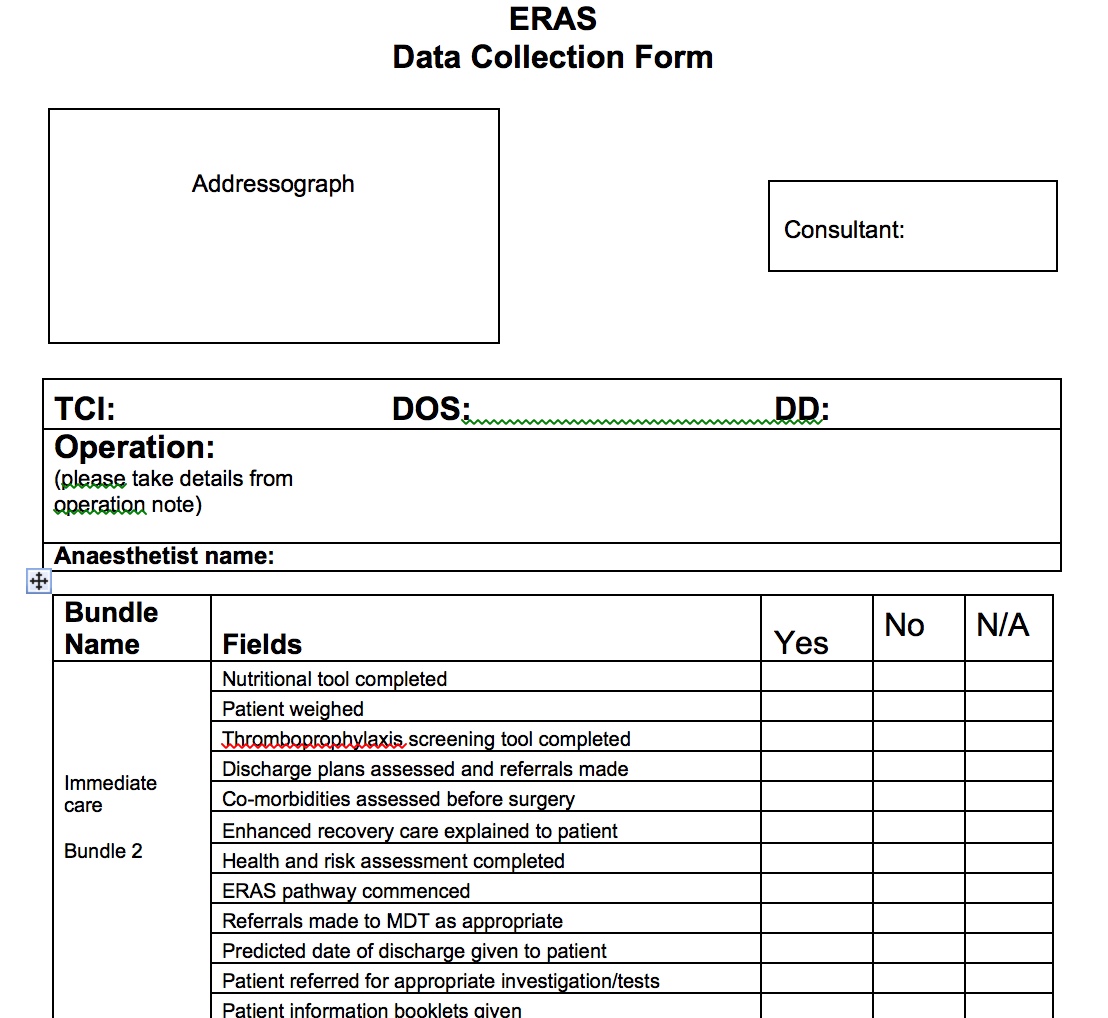 ERAS
Data Collection Form
Addressograph
Consultant:
TCI: DOS: DD:
Operation:
(please take details from
operation note)
Anaesthetist name:
Bundle
Name Fields Yes No N/A
Nutritional tool completed
Patient weighed
Thromboprophylaxis screening tool completed
Discharge plans assessed and referrals made
Immediate
care
Co-morbidities assessed before surgery
Enhanced recovery care explained to patient
Bundle 2
Health and risk assessment completed
ERAS pathway commenced
Referrals made to MDT as appropriate
Predicted date of discharge given to patient
Patient referred for appropriate investigation/tests
Patient information booklets given